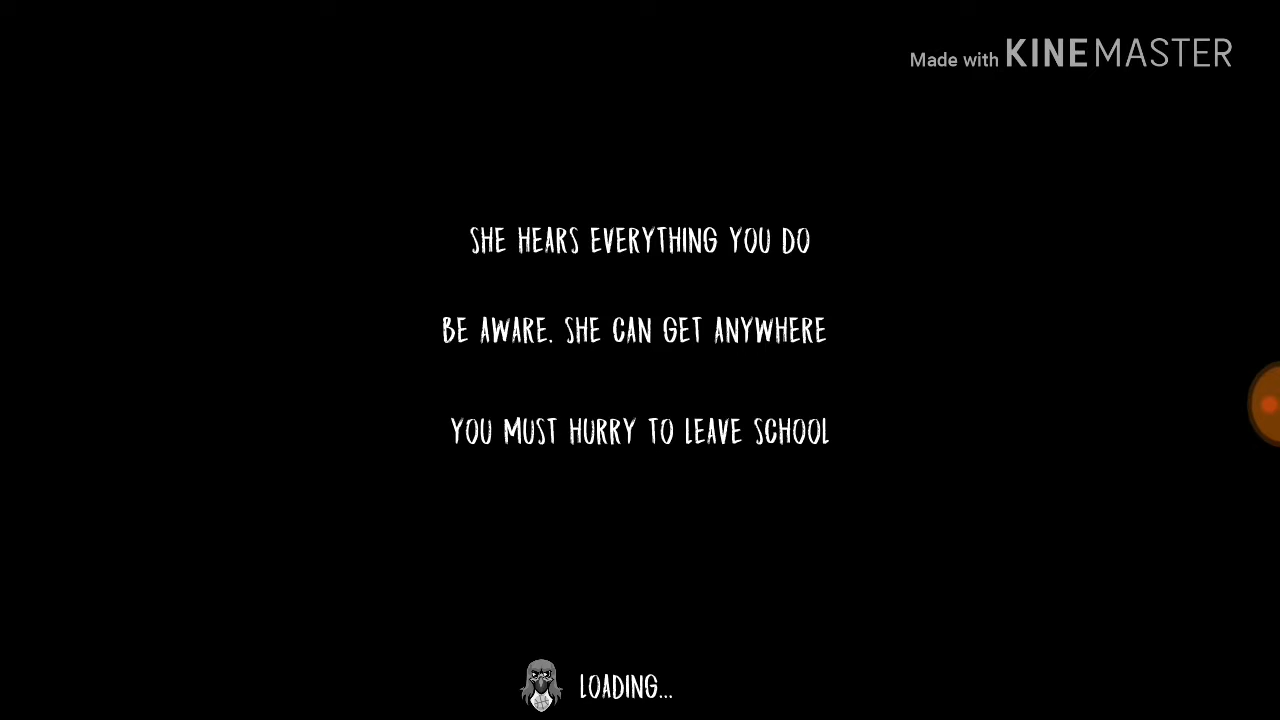 Made with KINEMASTER
SHE HEARS EVERYTHING YOU DO
BE AWARE. SHE CAN GET ANYWHERE
YOU MUST HURRY TO LEAVE SCHOOL
LOADING...